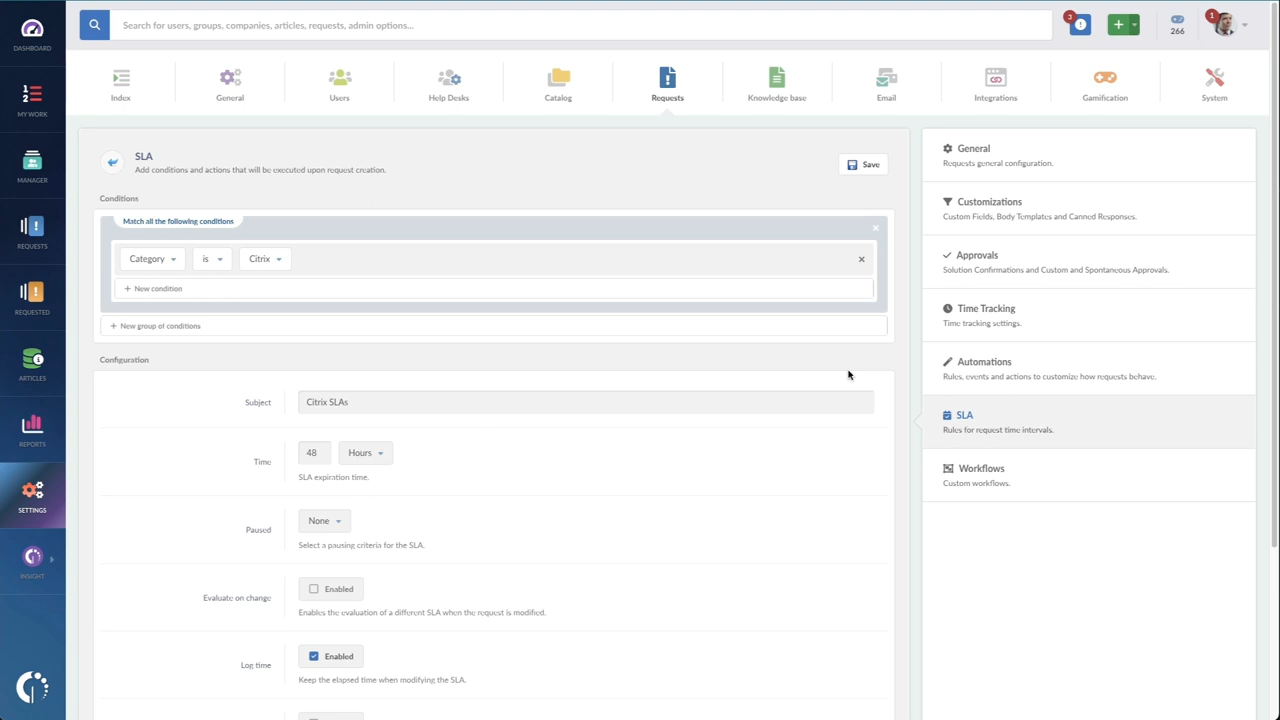 Search for users, groups, companies, articles, requests, admin options...
3
266
1
DASHBOARD
MY WORK
MANAGER
REQUESTS
REQUESTED
ARTICLES
REPORTS
SETTINGS
INSIGHT
Index
General
Users
Help Desks
Catalog
Requests
Knowledge base
Email
Integrations
Gamification
System
SLA
Add conditions and actions that will be executed upon request creation.
Save
Conditions
Match all the following conditions
Category is Citrix
+ New condition
+ New group of conditions
Configuration
Subject
Citrix SLAs
Time
48 Hours
SLA expiration time.
Paused
None
Select a pausing criteria for the SLA.
Evaluate on change
Enabled
Enables the evaluation of a different SLA when the request is modified.
Log time
Enabled
Keep the elapsed time when modifying the SLA.
General
Requests general configuration.
Customizations
Custom Fields, Body Templates and Canned Responses.
Approvals
Solution Confirmations and Custom and Spontaneous Approvals.
Time Tracking
Time tracking settings.
Automations
Rules, events and actions to customize how requests behave.
SLA
Rules for request time intervals.
Workflows
Custom workflows.